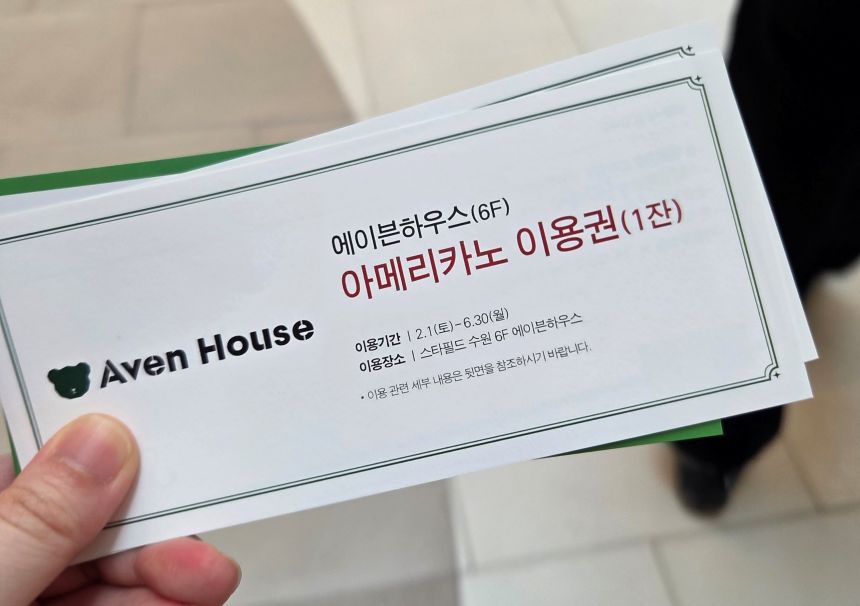 에이븐하우스(6F)
아메리카노 이용권(1잔)
Aven House
이용기간 | 2.1(토) - 6.30(월)
이용장소 | 스타필드 수원 6F 에이븐하우스
• 이용 관련 세부 내용은 뒷면을 참조하시기 바랍니다.